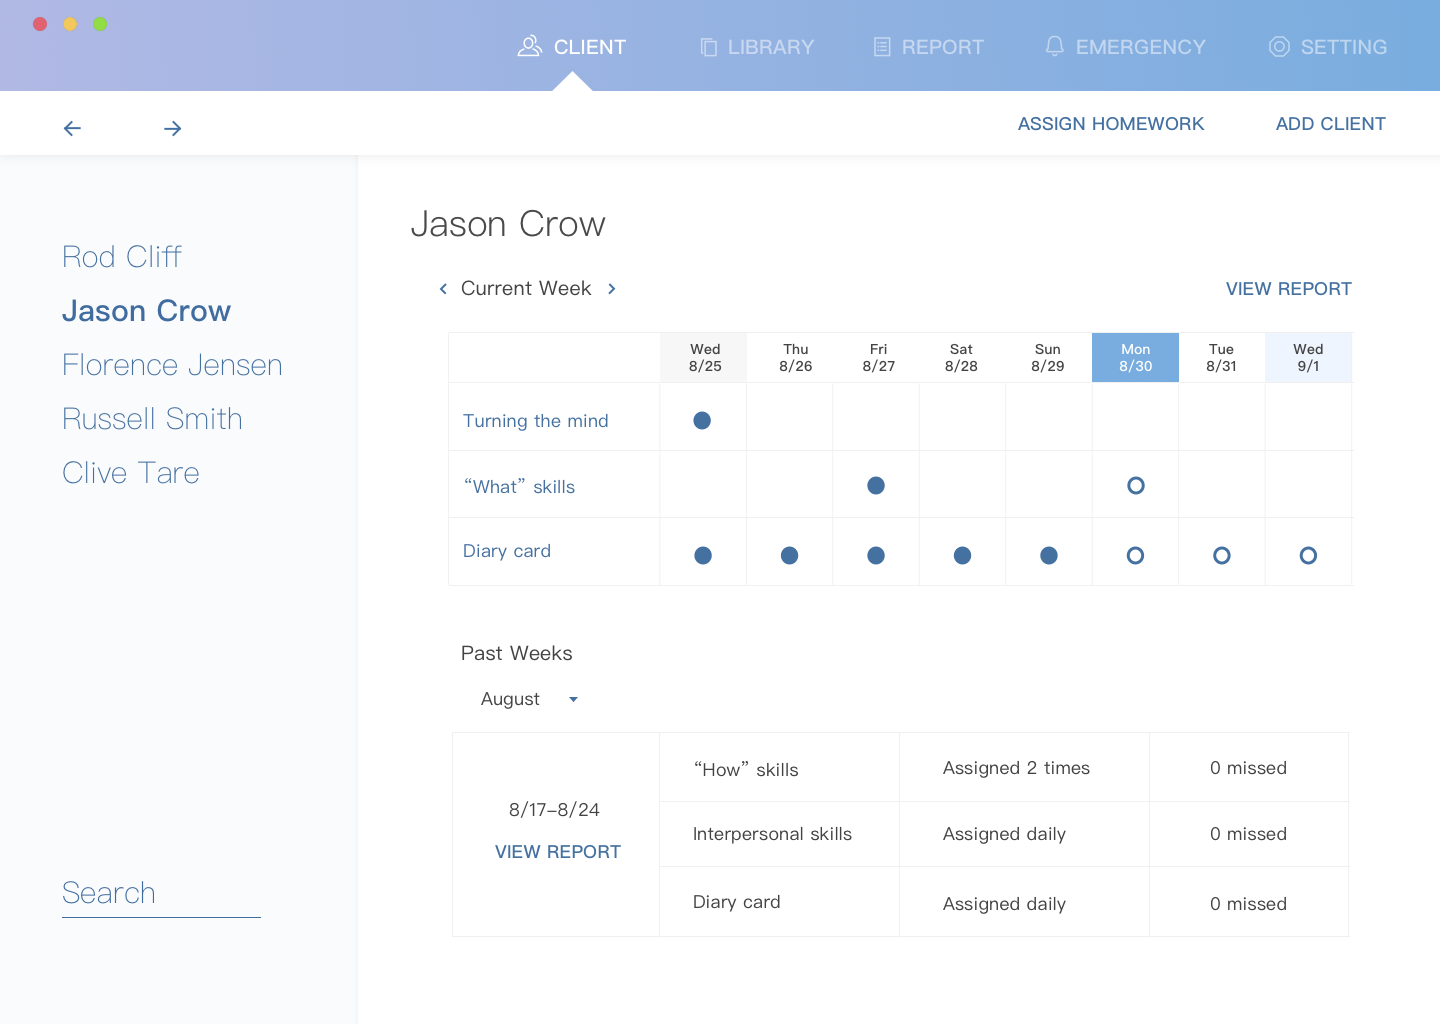 CLIENT
LIBRARY
REPORT
EMERGENCY
SETTING
ASSIGN HOMEWORK
ADD CLIENT
Rod Cliff
Jason Crow
Florence Jensen
Russell Smith
Clive Tare
Search
Jason Crow
Current Week
VIEW REPORT
Wed
8/25
Thu
8/26
Fri
8/27
Sat
8/28
Sun
8/29
Mon
8/30
Tue
8/31
Wed
9/1
Turning the mind
“What” skills
Diary card
Past Weeks
August
8/17–8/24
VIEW REPORT
“How” skills
Assigned 2 times
0 missed
Interpersonal skills
Assigned daily
0 missed
Diary card
Assigned daily
0 missed